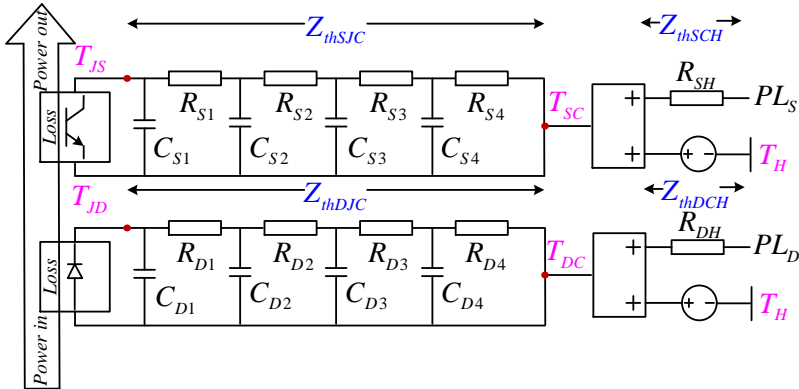 Power out
Z_thSJC
Z_thSCH
T_JS
Loss
R_S1 R_S2 R_S3 R_S4
C_S1 C_S2 C_S3 C_S4
T_SC
+
+
R_SH
PL_S
+ -
T_H
Z_thDJC
Z_thDCH
T_JD
Loss
R_D1 R_D2 R_D3 R_D4
C_D1 C_D2 C_D3 C_D4
T_DC
+
+
R_DH
PL_D
+ -
T_H
Power in